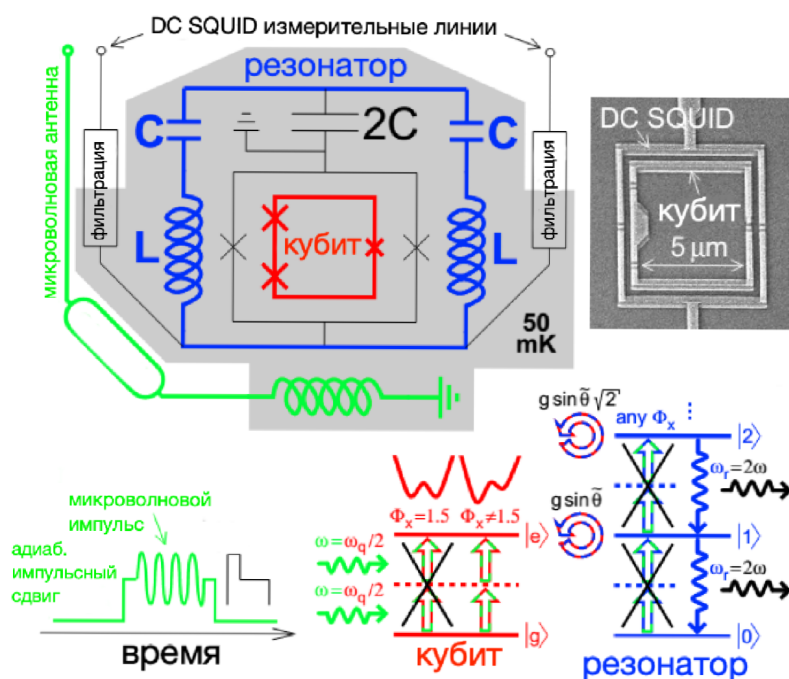 DC SQUID измерительные линии
резонатор
микроволновая антенна
фильтрация
C
2C
C
фильтрация
L
кубит
L
50
mK
DC SQUID
кубит
5 μm
микроволновой
импульс
адиаб.
импульсный
сдвиг
время
Φx=1.5 Φx≠1.5
ω=ωq/2
ω=ωq/2
|e⟩
|g⟩
кубит
g sin θ̃ √2
any Φx
|2⟩
ωr=2ω
g sin θ̃
|1⟩
ωr=2ω
|0⟩
резонатор